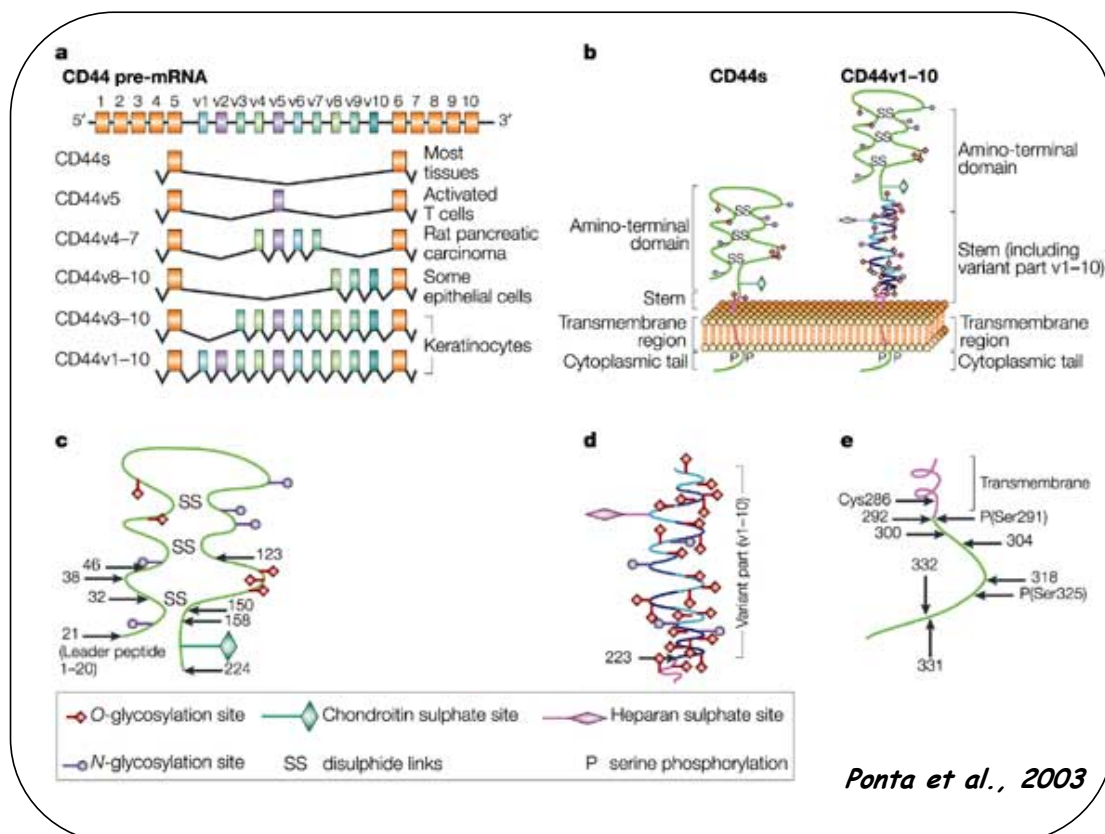 a
CD44 pre-mRNA
1 2 3 4 5 v1 v2 v3 v4 v5 v6 v7 v8 v9 v10 6 7 8 9 10
5′ 3′
CD44s
Most
tissues
CD44v5
Activated
T cells
CD44v4–7
Rat pancreatic
carcinoma
CD44v8–10
Some
epithelial cells
CD44v3–10
Keratinocytes
CD44v1–10
b
CD44s
CD44v1–10
SS
SS
SS
Amino-terminal
domain
SS
SS
SS
Amino-terminal
domain
Stem
Stem (including
variant part v1–10)
Transmembrane
region
Transmembrane
region
P P
P P
Cytoplasmic tail
Cytoplasmic tail
c
SS
SS
SS
46
38
32
21
(Leader peptide
1–20)
123
150
158
224
d
Variant part (v1–10)
223
e
Transmembrane
Cys286
292
300
P(Ser291)
304
332
318
P(Ser325)
331
O-glycosylation site
Chondroitin sulphate site
Heparan sulphate site
N-glycosylation site
SS disulphide links
P serine phosphorylation
Ponta et al., 2003